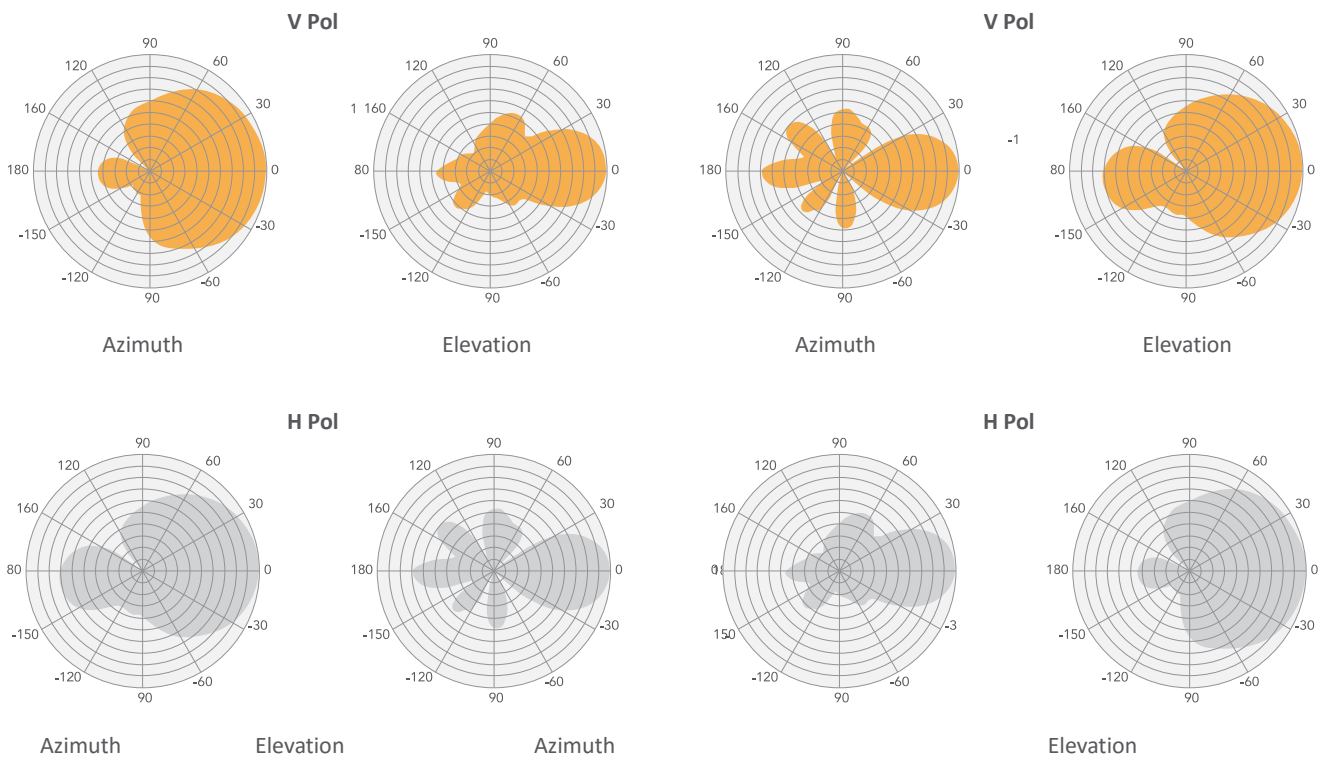 V Pol V Pol
90 90 90 90
120 60 120 60 120 60 120 60
160 30 1 160 30 160 30 -1 160 30
180 0 80 0 180 0 80 0
-150 -30 -150 -30 -150 -30 -150 -30
-120 -60 -120 -60 -120 -60 -120 -60
90 90 90 90
Azimuth Elevation Azimuth Elevation
H Pol H Pol
90 90 90 90
120 60 120 60 120 60 120 60
160 30 160 30 160 30 160 30
80 0 180 0 0 180 0
-150 -30 -150 -30 150 -3 -150 -30
-120 -60 -120 -60 -120 -60 -120 -60
90 90 90 90
Azimuth Elevation Azimuth Elevation